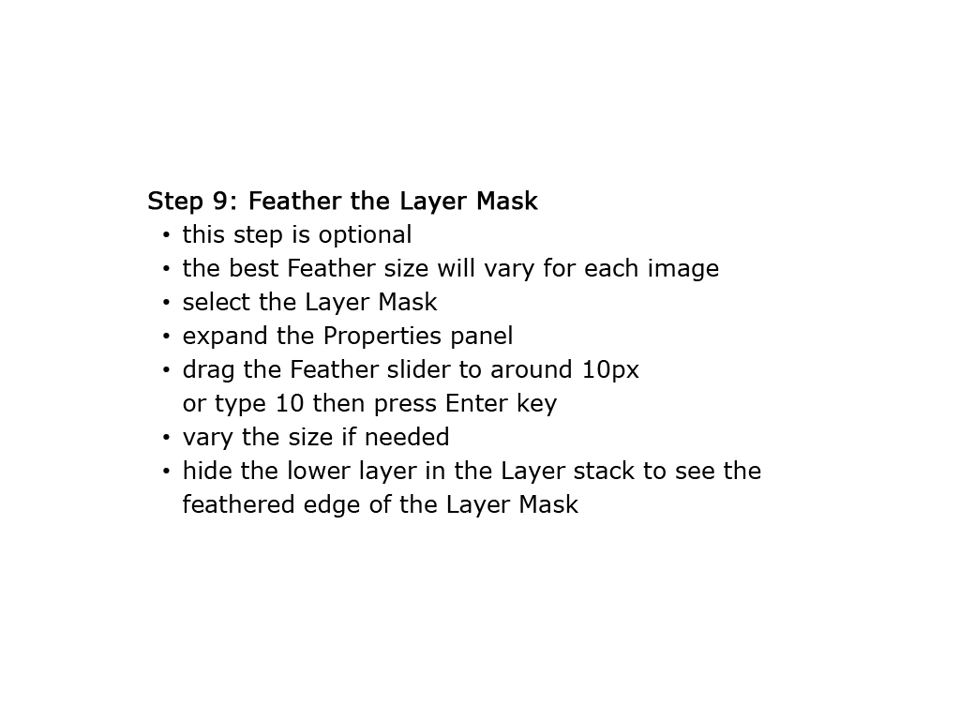 Step 9: Feather the Layer Mask
• this step is optional
• the best Feather size will vary for each image
• select the Layer Mask
• expand the Properties panel
• drag the Feather slider to around 10px
or type 10 then press Enter key
• vary the size if needed
• hide the lower layer in the Layer stack to see the
feathered edge of the Layer Mask